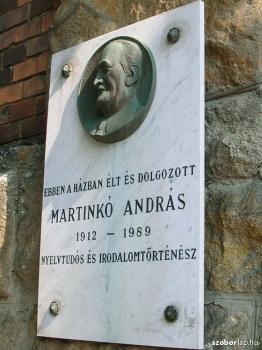 EBBEN A HÁZBAN ÉLT ÉS DOLGOZOTT
MARTINKÓ ANDRÁS
1912 – 1989
NYELVTUDÓS ÉS IRODALOMTÖRTÉNÉSZ
szoborlap.hu